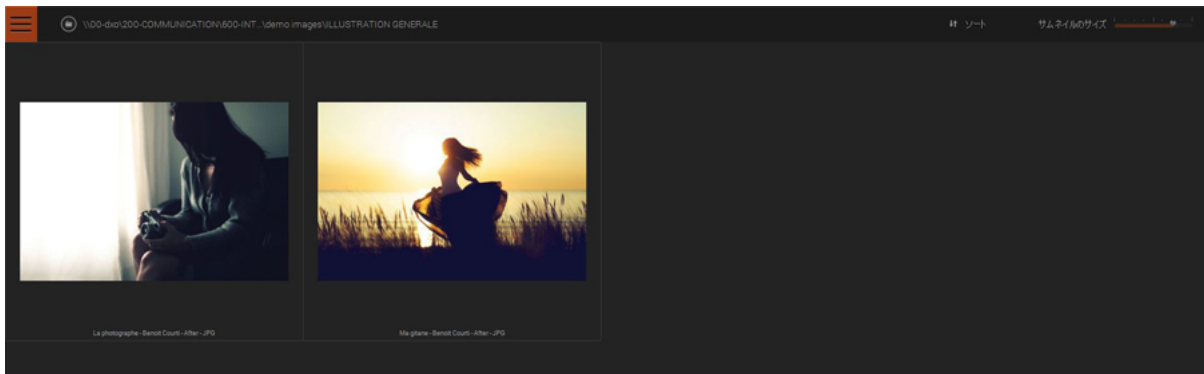 \\00-dxo\200-COMMUNICATION\600-INT...\demo images\ILLUSTRATION GENERALE
ソート
サムネイルのサイズ
La photographe - Benoit Courti - After - JPG
Ma gitane - Benoit Courti - After - JPG